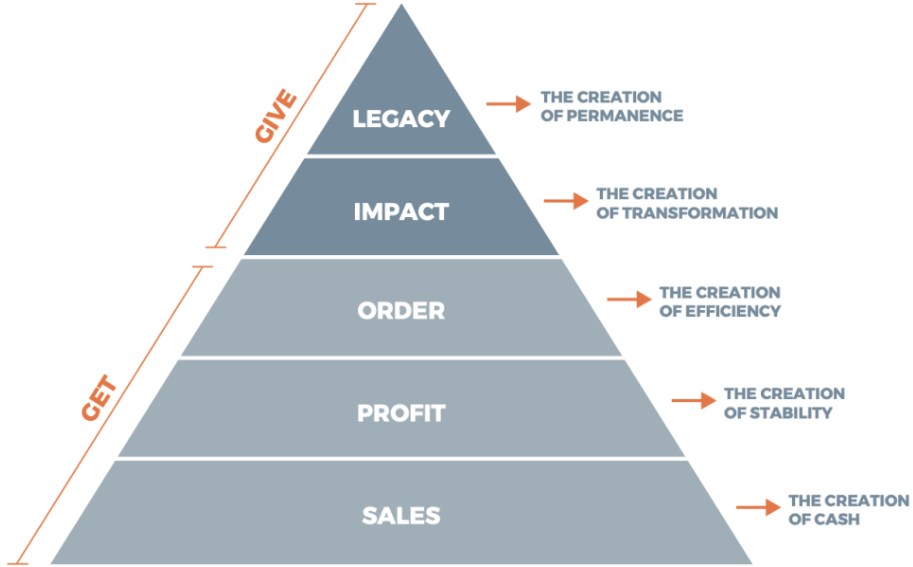 GIVE
LEGACY
THE CREATION
OF PERMANENCE
IMPACT
THE CREATION
OF TRANSFORMATION
GET
ORDER
THE CREATION
OF EFFICIENCY
PROFIT
THE CREATION
OF STABILITY
SALES
THE CREATION
OF CASH